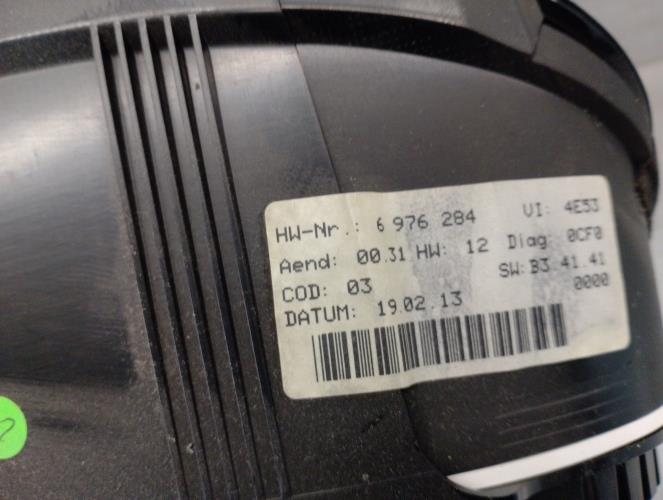 HW-Nr.: 6 976 284 VI: 4E53
Aend: 00.31 HW: 12 Diag: 0CF0
COD: 03 SW: B3.41.41
DATUM: 19.02.13 0000
?